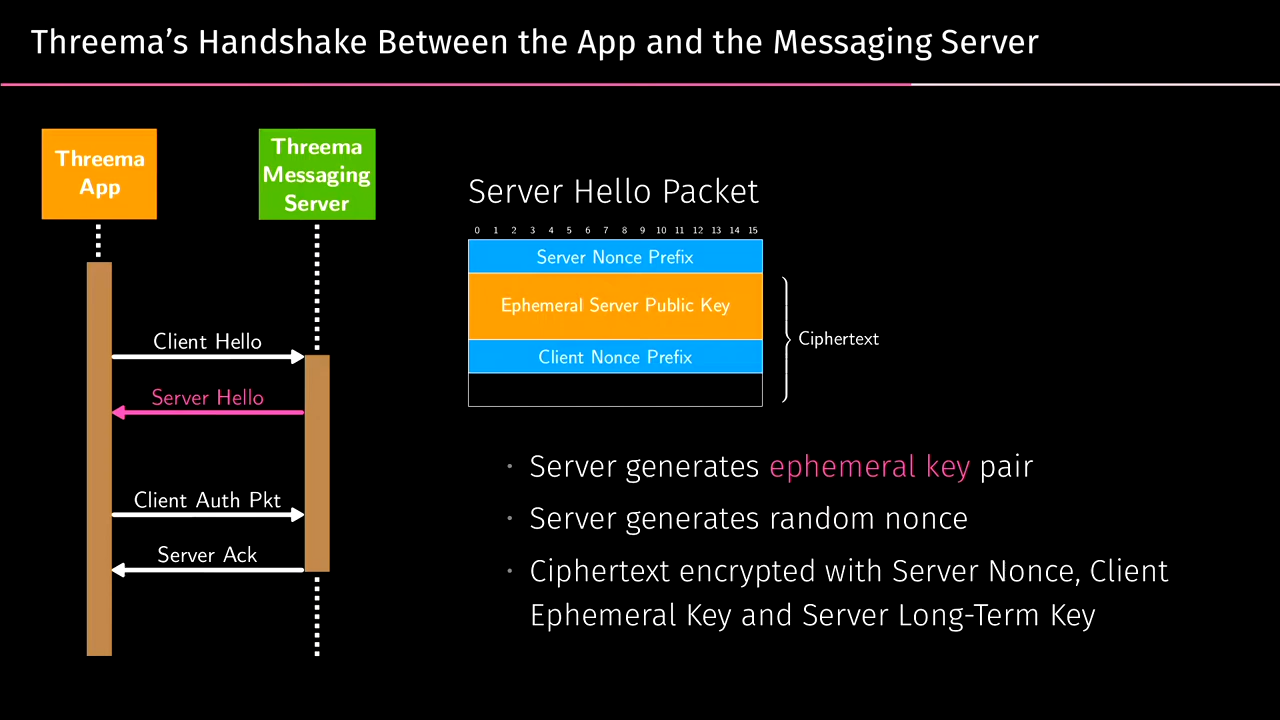 Threema’s Handshake Between the App and the Messaging Server
Threema
App
Threema
Messaging
Server
Client Hello
Server Hello
Client Auth Pkt
Server Ack
Server Hello Packet
0 1 2 3 4 5 6 7 8 9 10 11 12 13 14 15
Server Nonce Prefix
Ephemeral Server Public Key
Client Nonce Prefix
Ciphertext
· Server generates ephemeral key pair
· Server generates random nonce
· Ciphertext encrypted with Server Nonce, Client
Ephemeral Key and Server Long-Term Key